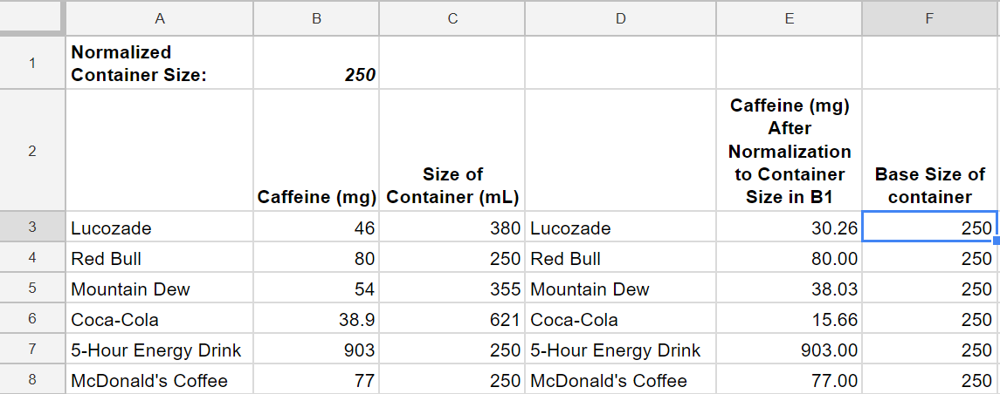 A B C D E F
1 Normalized
Container Size: 250
2 Caffeine (mg) Size of
Container (mL) Caffeine (mg)
After
Normalization
to Container
Size in B1 Base Size of
container
3 Lucozade 46 380 Lucozade 30.26 250
4 Red Bull 80 250 Red Bull 80.00 250
5 Mountain Dew 54 355 Mountain Dew 38.03 250
6 Coca-Cola 38.9 621 Coca-Cola 15.66 250
7 5-Hour Energy Drink 903 250 5-Hour Energy Drink 903.00 250
8 McDonald's Coffee 77 250 McDonald's Coffee 77.00 250